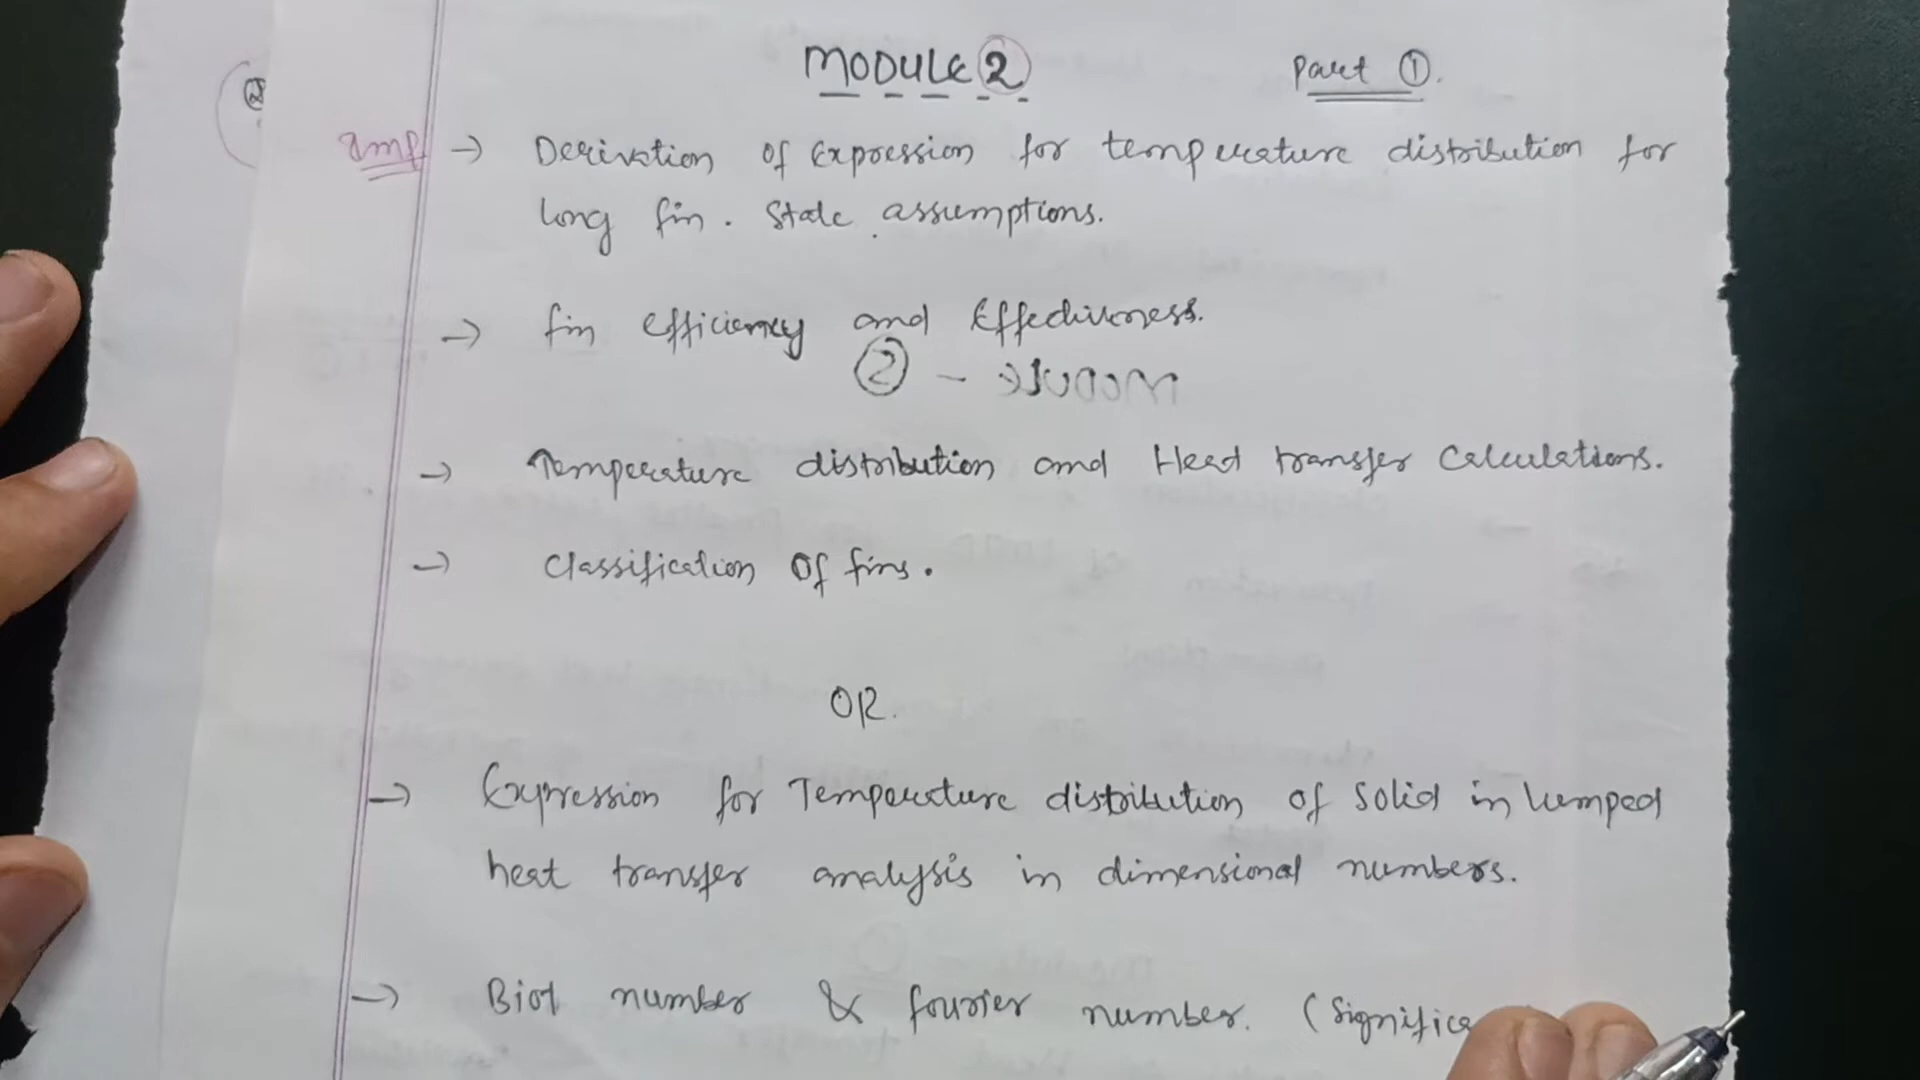 MODULE ② Part ①.
Imp → Derivation of Expression for temperature distribution for
long fin. State assumptions.
→ fin efficiency and Effectiveness.
②
→ Temperature distribution and Heat transfer Calculations.
→ Classification of fins.
OR.
→ Expression for Temperature distribution of Solid in lumped
heat transfer analysis in dimensional numbers.
→ Biot number & fourier number. (Significa